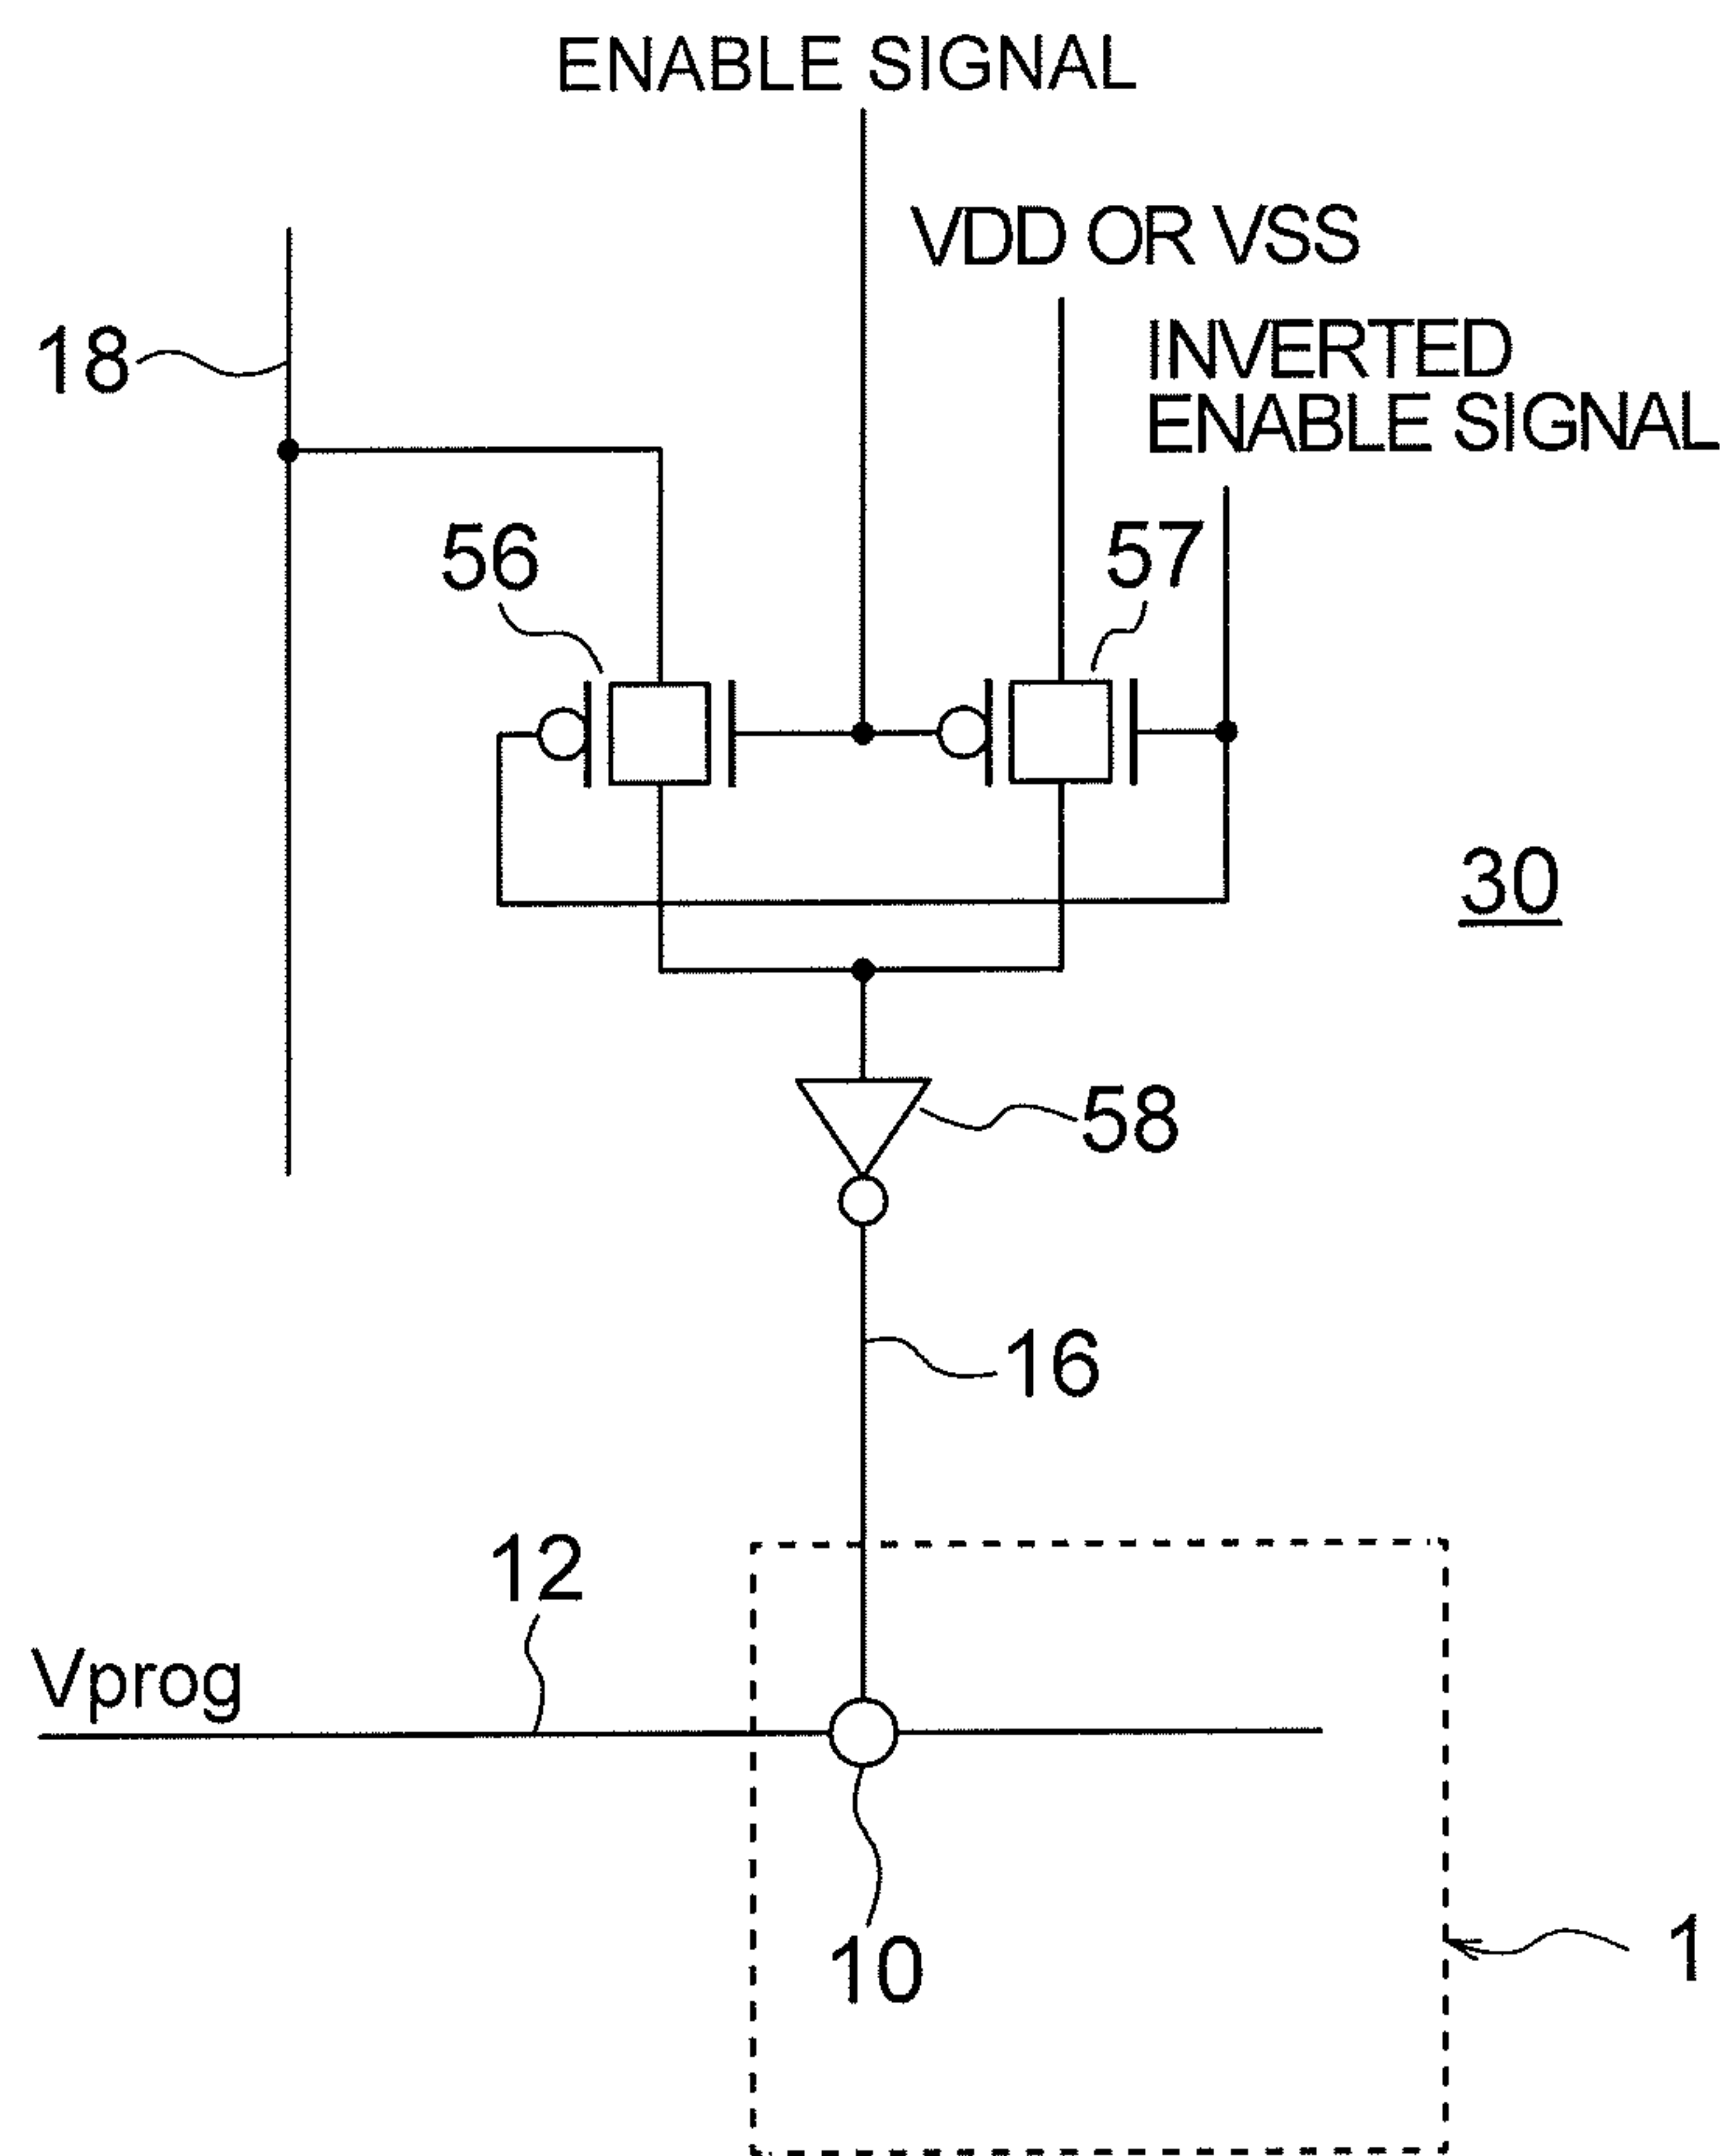 ENABLE SIGNAL
VDD OR VSS
18
INVERTED
ENABLE SIGNAL
56
57
30
58
16
12
Vprog
10
1